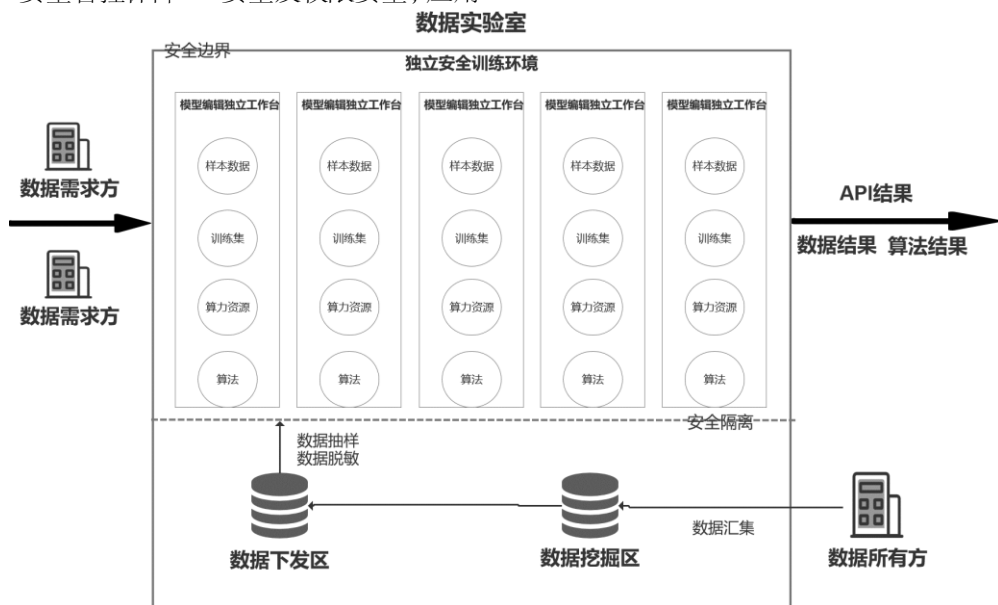 数据实验室
安全边界
独立安全训练环境
模型编辑独立工作台 模型编辑独立工作台 模型编辑独立工作台 模型编辑独立工作台 模型编辑独立工作台
样本数据 样本数据 样本数据 样本数据 样本数据
训练集 训练集 训练集 训练集 训练集
算力资源 算力资源 算力资源 算力资源 算力资源
算法 算法 算法 算法 算法
数据需求方
数据需求方
API结果
数据结果 算法结果
安全隔离
数据抽样
数据脱敏
数据汇集
数据下发区
数据挖掘区
数据所有方